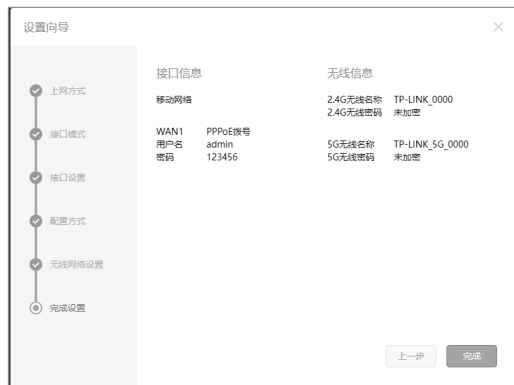 设置向导
上网方式
接口模式
接口设置
配置方式
无线网络设置
完成设置
接口信息
移动网络
WAN1 PPPoE拨号
用户名 admin
密码 123456
无线信息
2.4G无线名称 TP-LINK_0000
2.4G无线密码 未加密
5G无线名称 TP-LINK_5G_0000
5G无线密码 未加密
上一步 完成